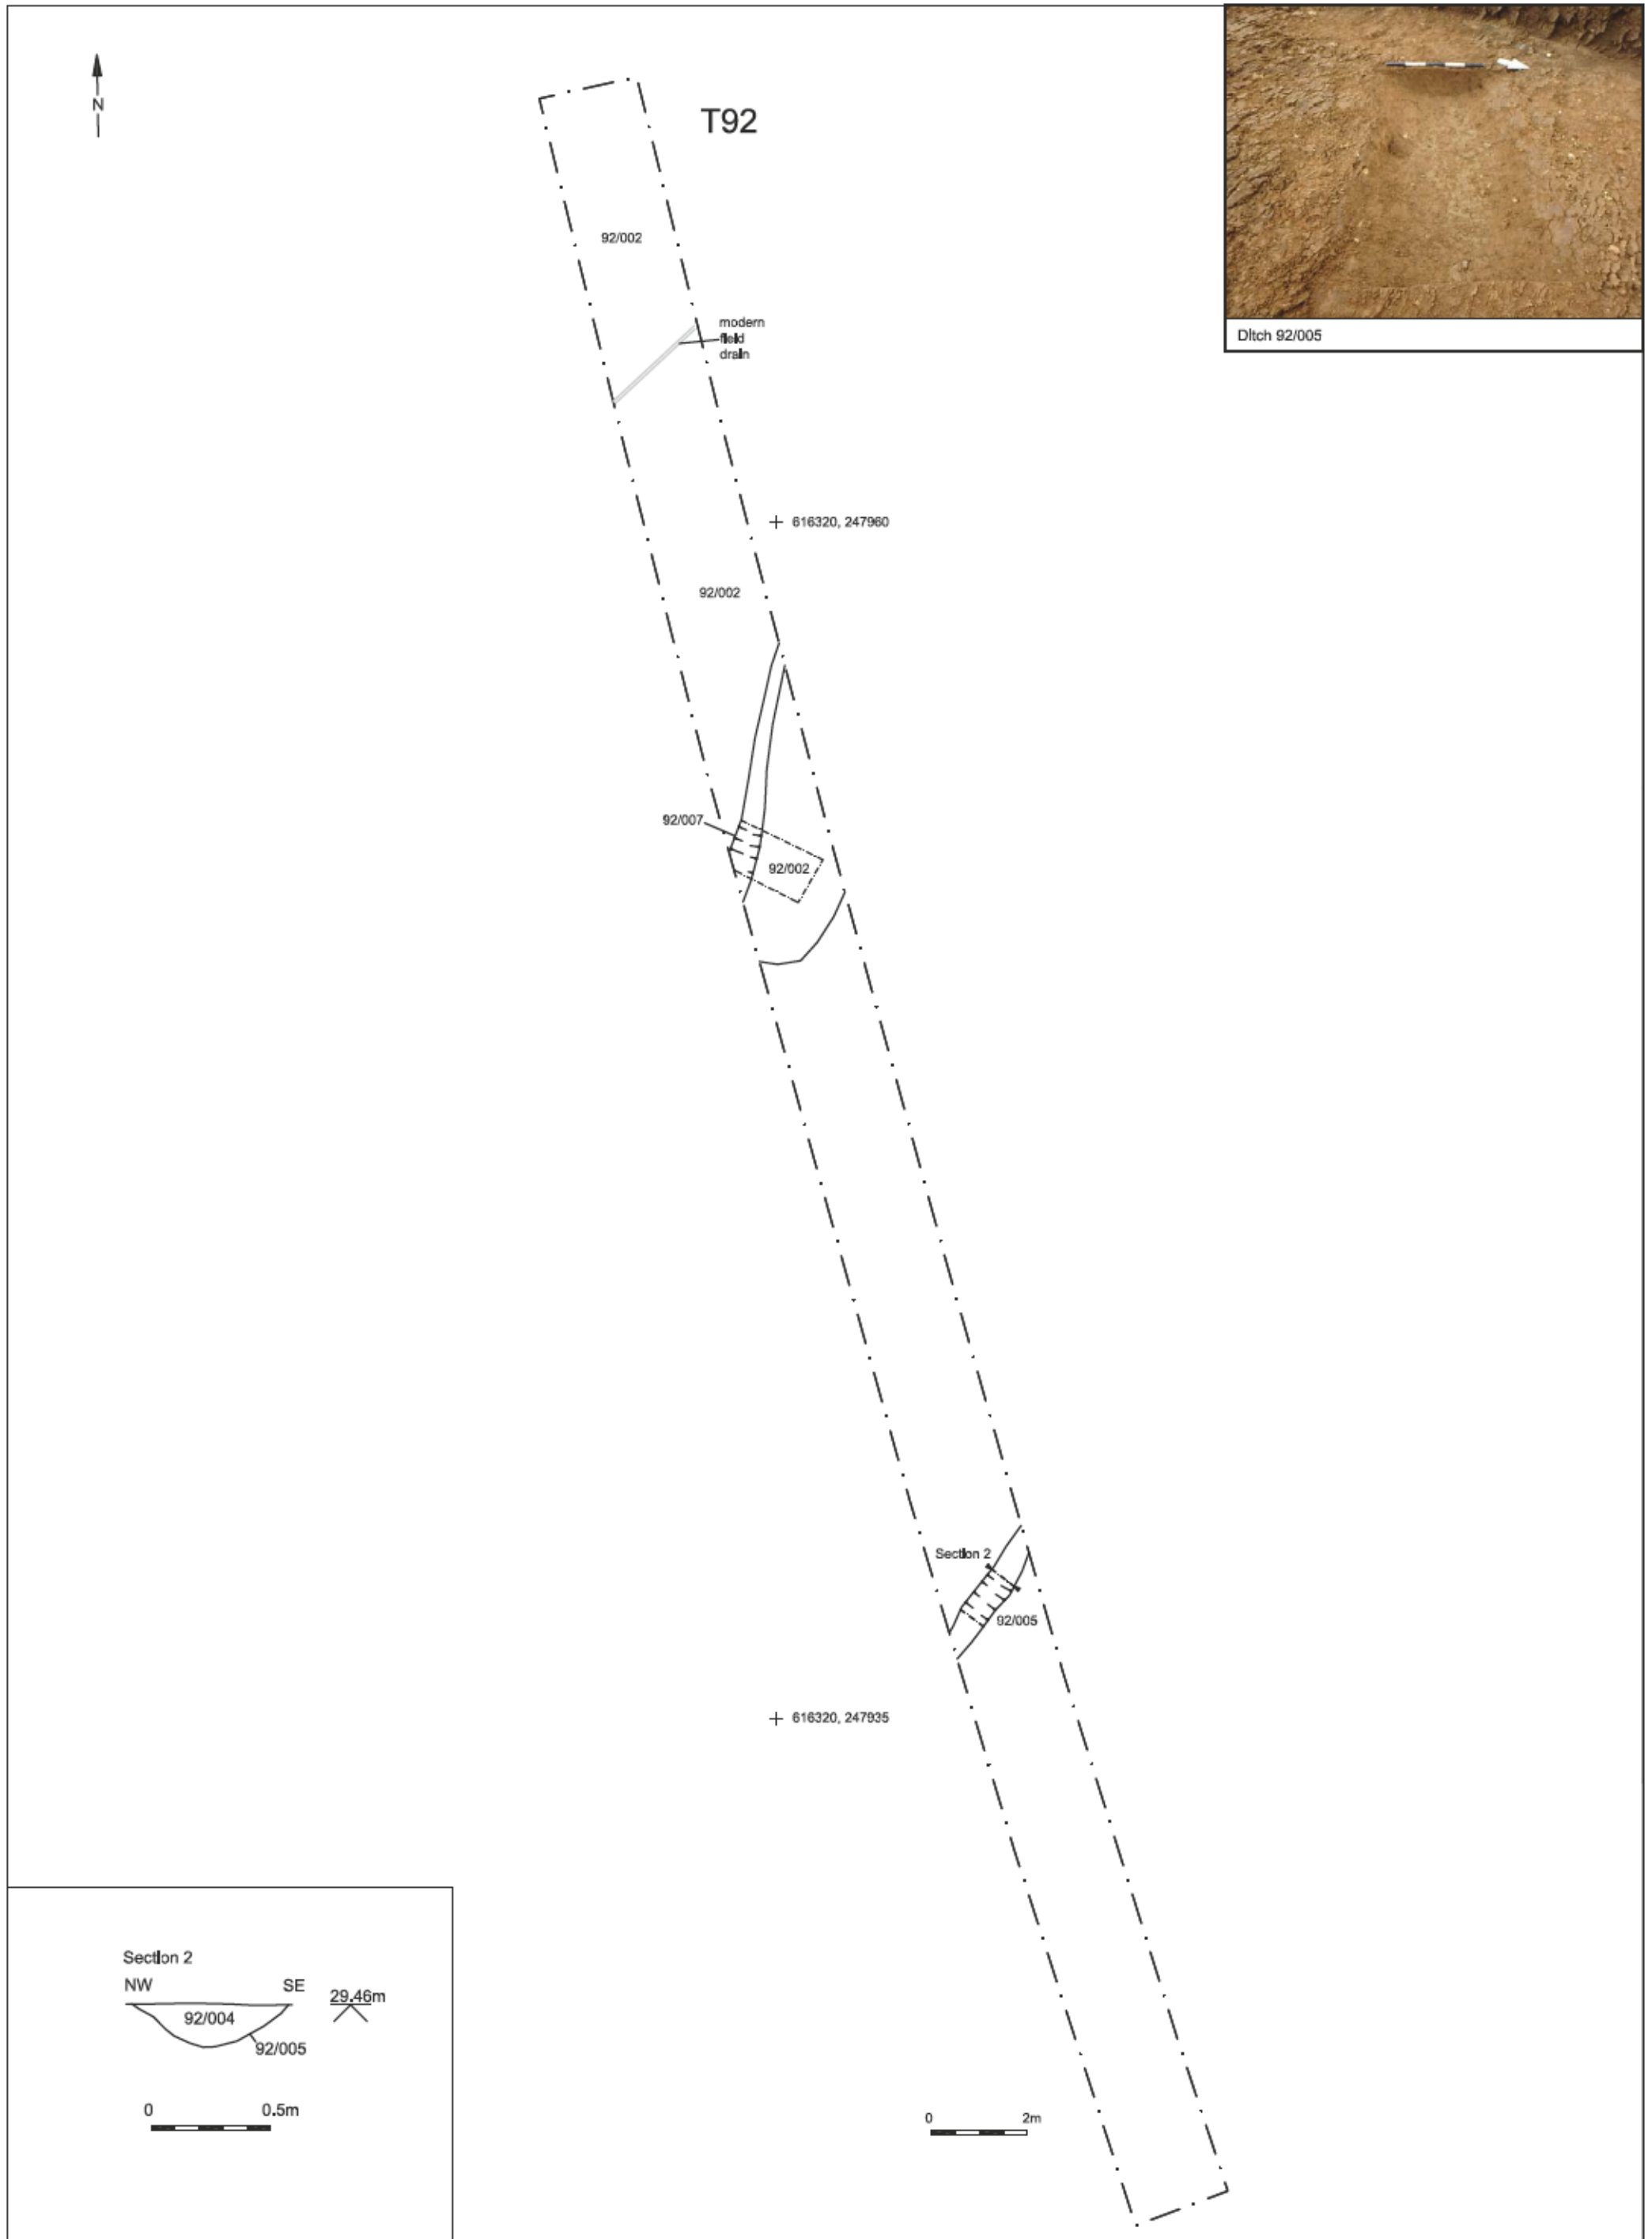 N
T92
Ditch 92/005
92/002
modern
field
drain
616320, 247960
92/002
92/007
92/002
Section 2
92/005
616320, 247935
Section 2
NW SE 29.46m
92/004
92/005
0 0.5m
0 2m